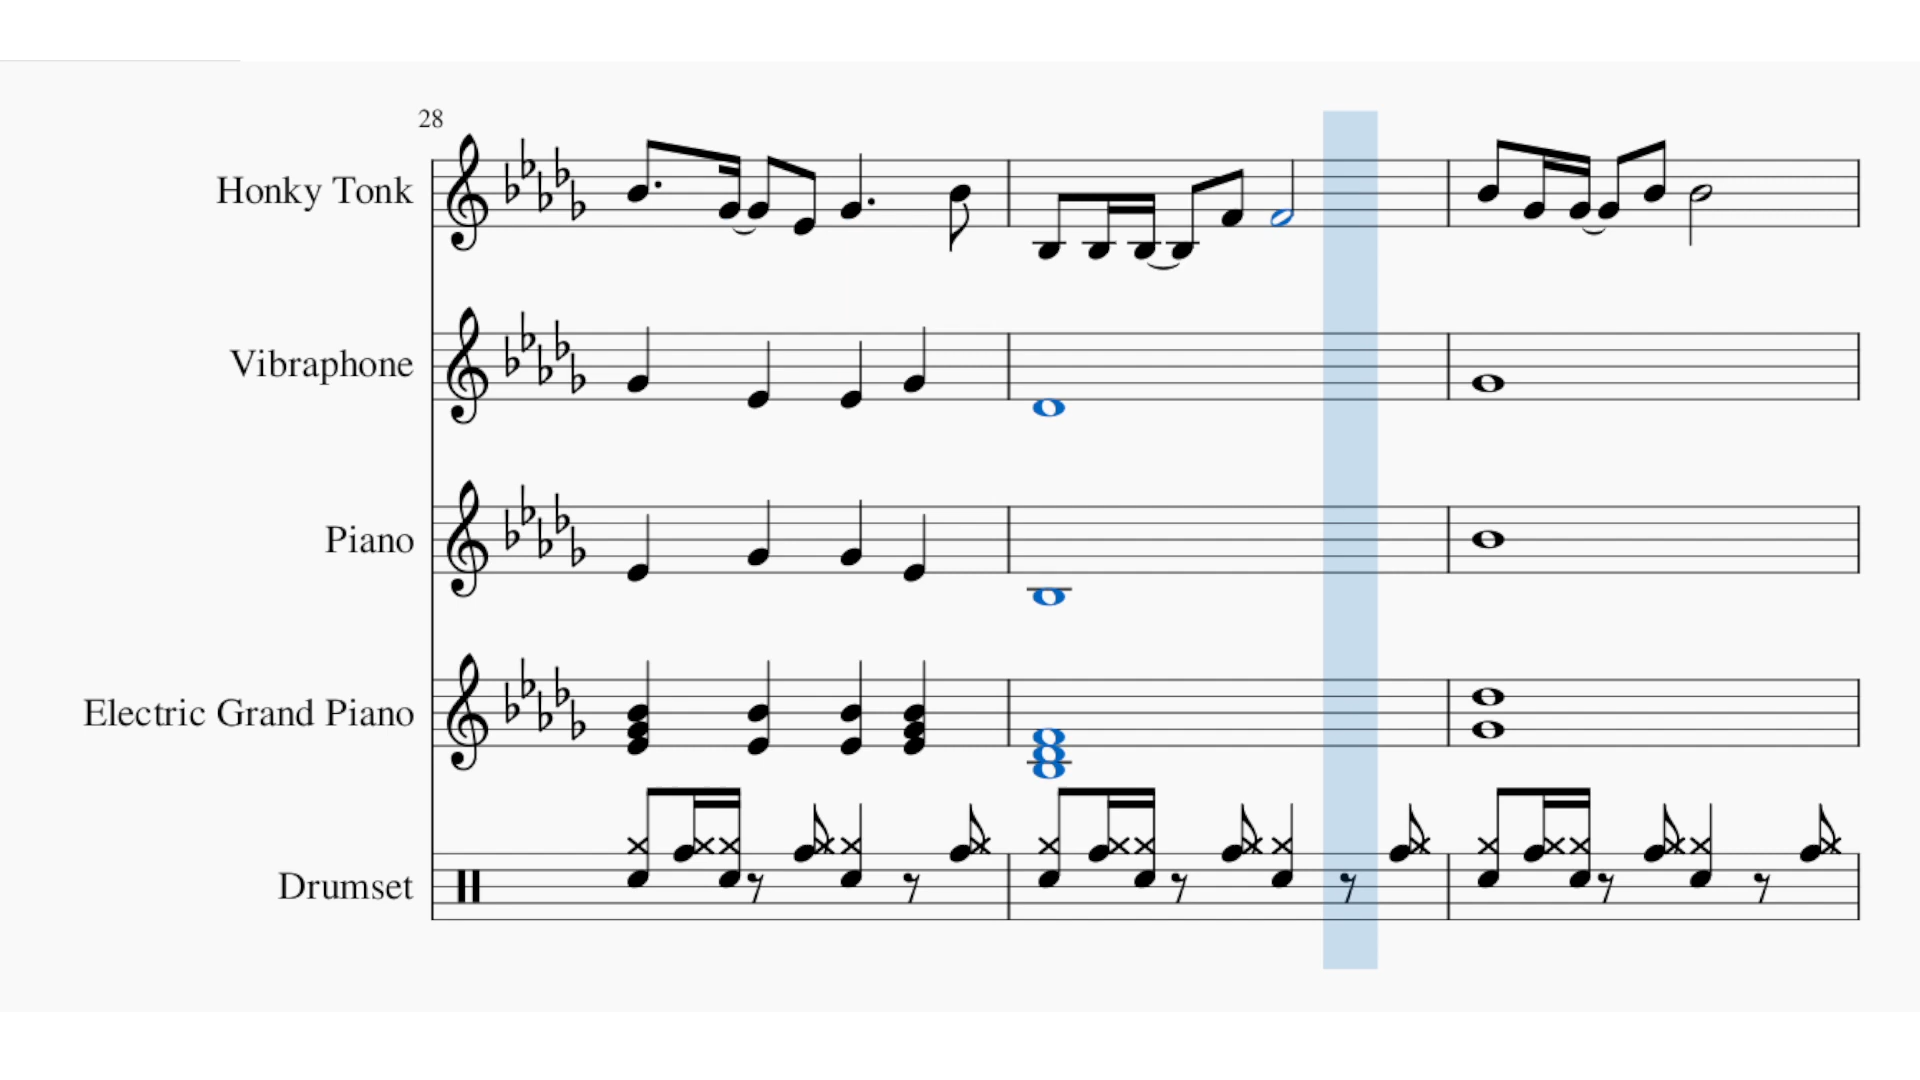 28
Honky Tonk
Vibraphone
Piano
Electric Grand Piano
Drumset